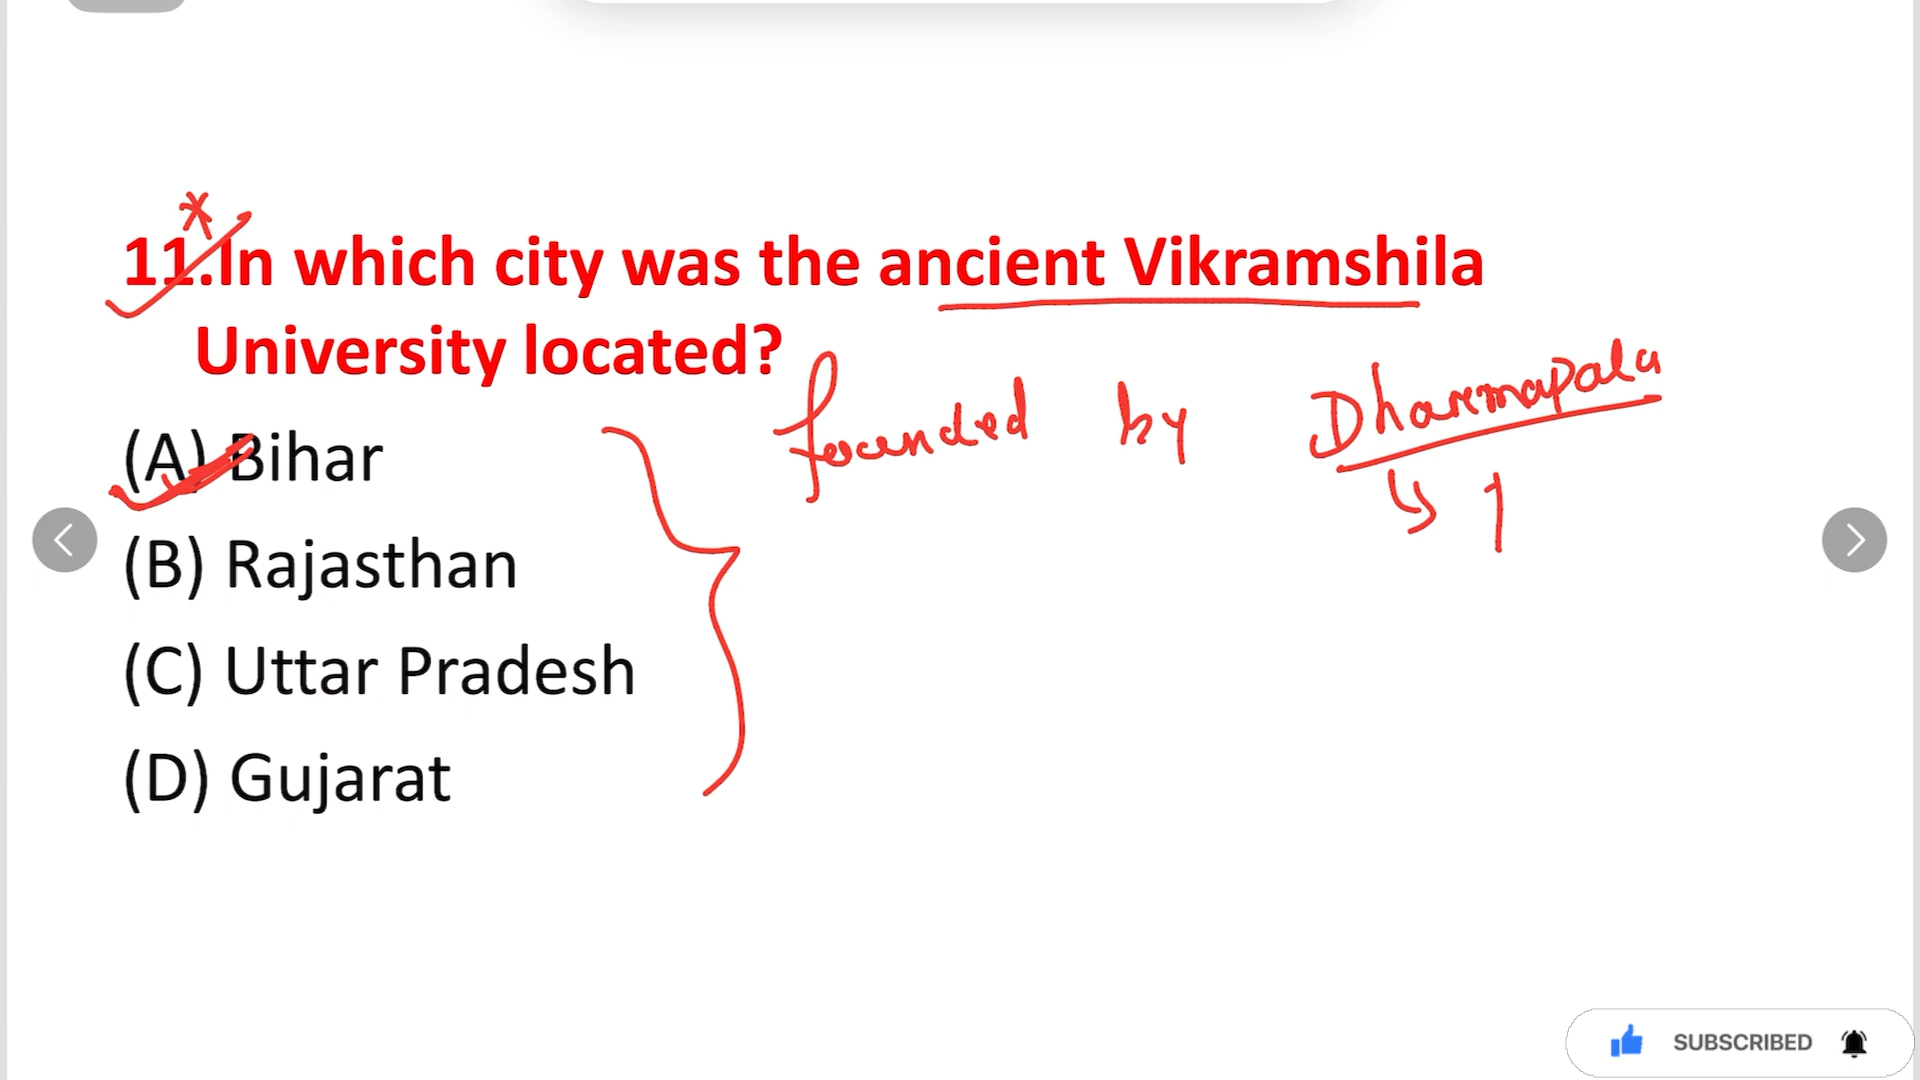 11.In which city was the ancient Vikramshila
University located?
founded by Dharmapala
(A) Bihar
(B) Rajasthan
(C) Uttar Pradesh
(D) Gujarat
SUBSCRIBED